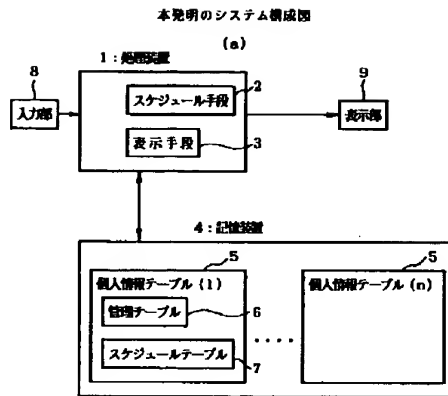 本発明のシステム構成図
(a)
1：処理装置
8
入力部
スケジュール手段
2
表示手段
3
9
表示部
4：記憶装置
5
個人情報テーブル(1)
管理テーブル
6
スケジュールテーブル
7
....
5
個人情報テーブル(n)